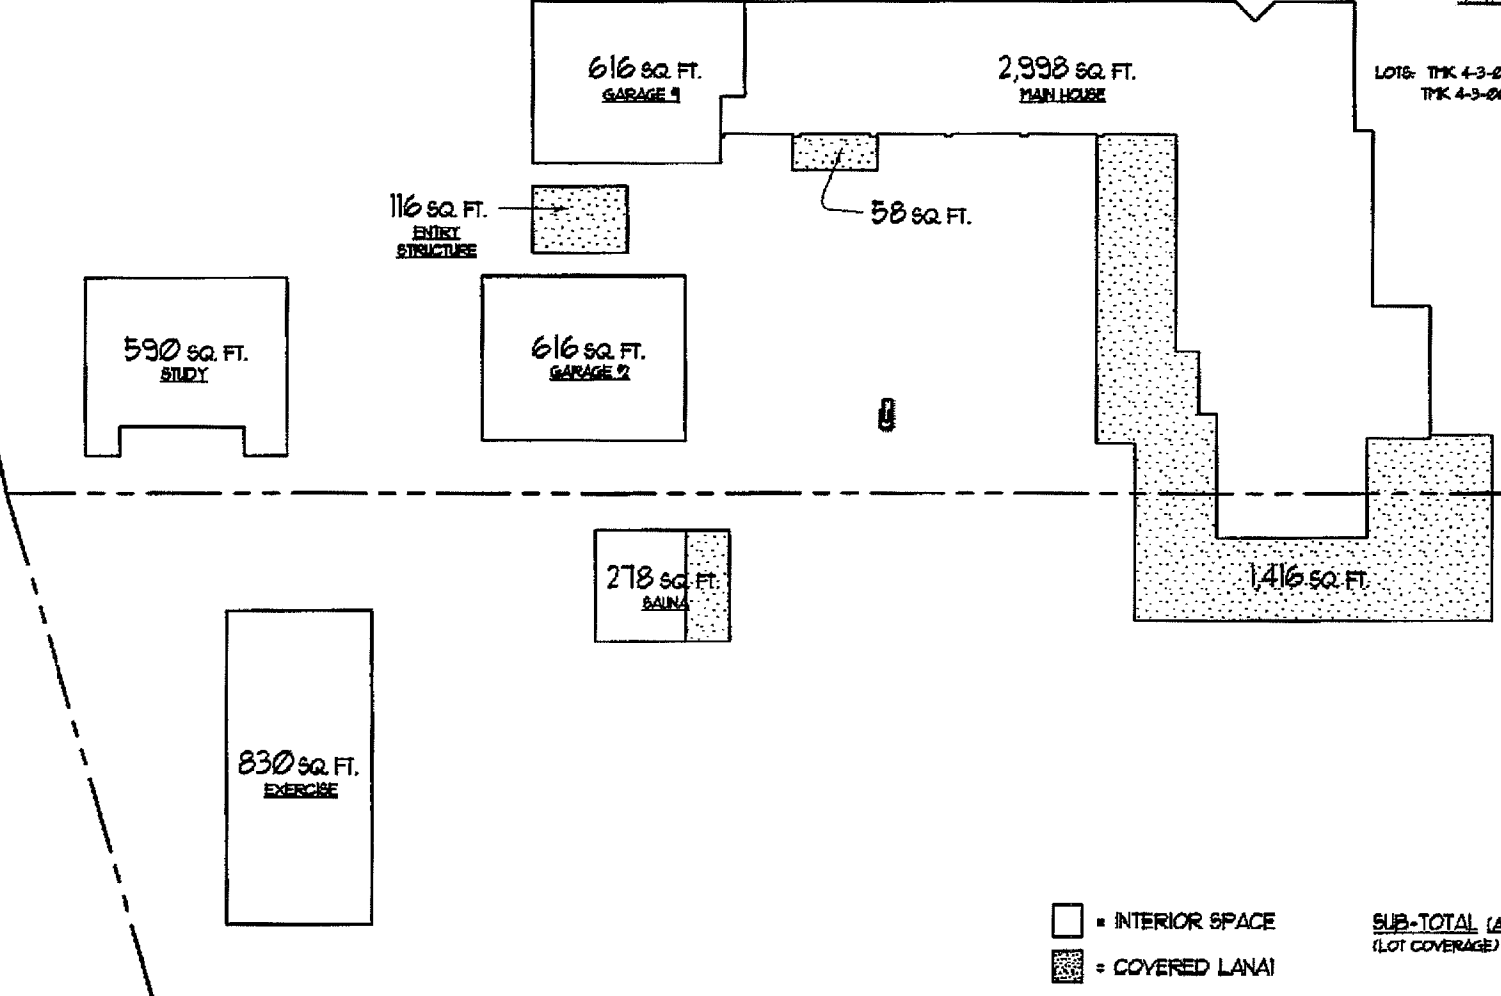 616 SQ. FT.
GARAGE #1
2,998 SQ. FT.
MAIN HOUSE
LOTS: TMK 4-3-0
TMK 4-3-00
116 SQ. FT.
ENTRY
STRUCTURE
58 SQ. FT.
590 SQ. FT.
STUDY
616 SQ. FT.
GARAGE #2
278 SQ. FT.
SAUNA
1,416 SQ. FT.
830 SQ. FT.
EXERCISE
= INTERIOR SPACE
= COVERED LANAI
SUB-TOTAL
(LOT COVERAGE)